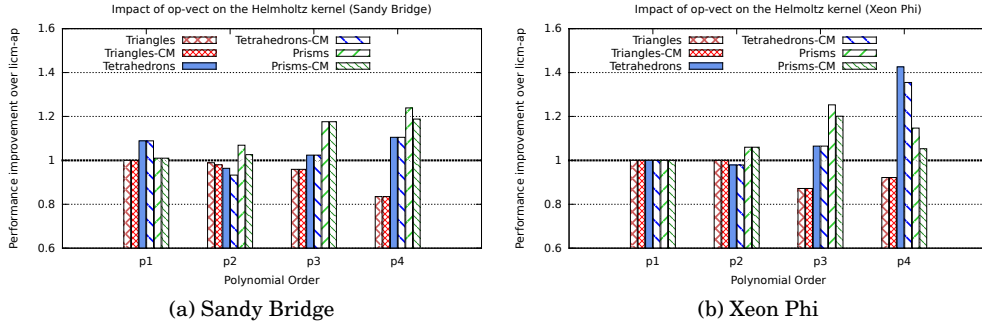 Impact of op-vect on the Helmholtz kernel (Sandy Bridge)
Performance improvement over licm-ap
1.6
1.4
1.2
1
0.8
0.6
Triangles
Triangles-CM
Tetrahedrons
Tetrahedrons-CM
Prisms
Prisms-CM
p1 p2 p3 p4
Polynomial Order
(a) Sandy Bridge
Impact of op-vect on the Helmoltz kernel (Xeon Phi)
Performance improvement over licm-ap
1.6
1.4
1.2
1
0.8
0.6
Triangles
Triangles-CM
Tetrahedrons
Tetrahedrons-CM
Prisms
Prisms-CM
p1 p2 p3 p4
Polynomial Order
(b) Xeon Phi